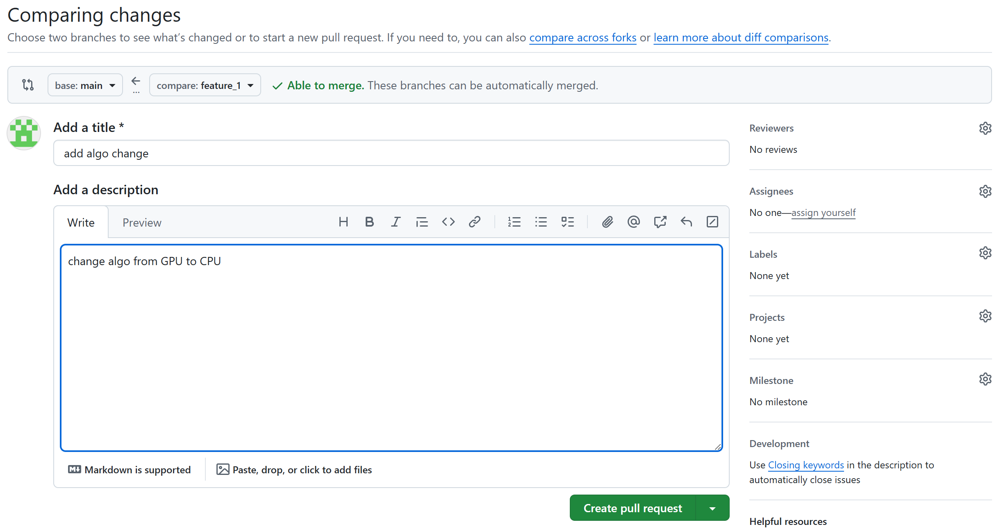 Comparing changes
Choose two branches to see what’s changed or to start a new pull request. If you need to, you can also compare across forks or learn more about diff comparisons.
base: main
...
compare: feature_1
Able to merge. These branches can be automatically merged.
Add a title *
add algo change
Add a description
Write
Preview
change algo from GPU to CPU
Markdown is supported
Paste, drop, or click to add files
Create pull request
Reviewers
No reviews
Assignees
No one—assign yourself
Labels
None yet
Projects
None yet
Milestone
No milestone
Development
Use Closing keywords in the description to
automatically close issues
Helpful resources